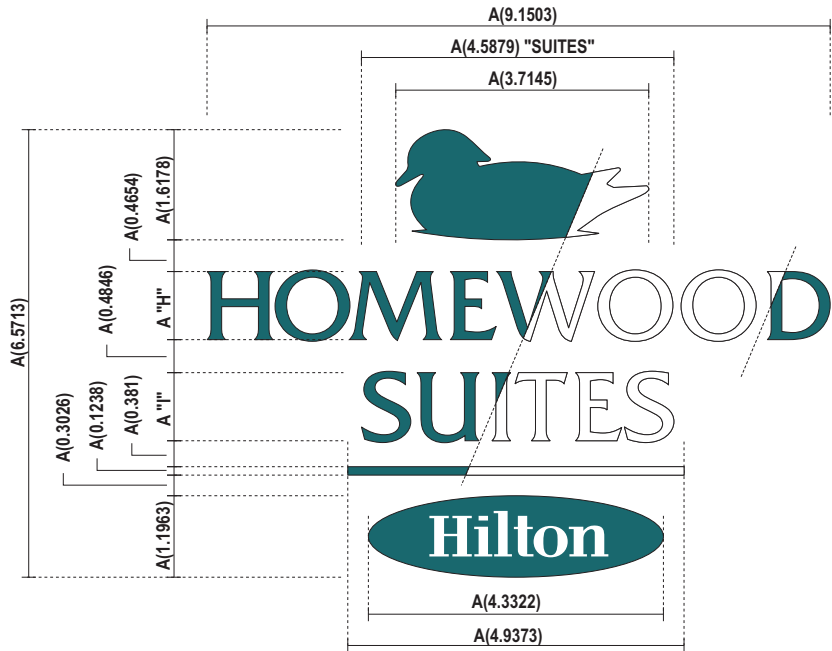 A(9.1503)
A(4.5879) "SUITES"
A(3.7145)
A(6.5713)
A(0.4654)
A(1.6178)
A(0.4846)
A "H"
HOMEWOOD
A(0.3026)
A(0.1238)
A(0.381)
A "I"
SUITES
A(1.1963)
Hilton
A(4.3322)
A(4.9373)